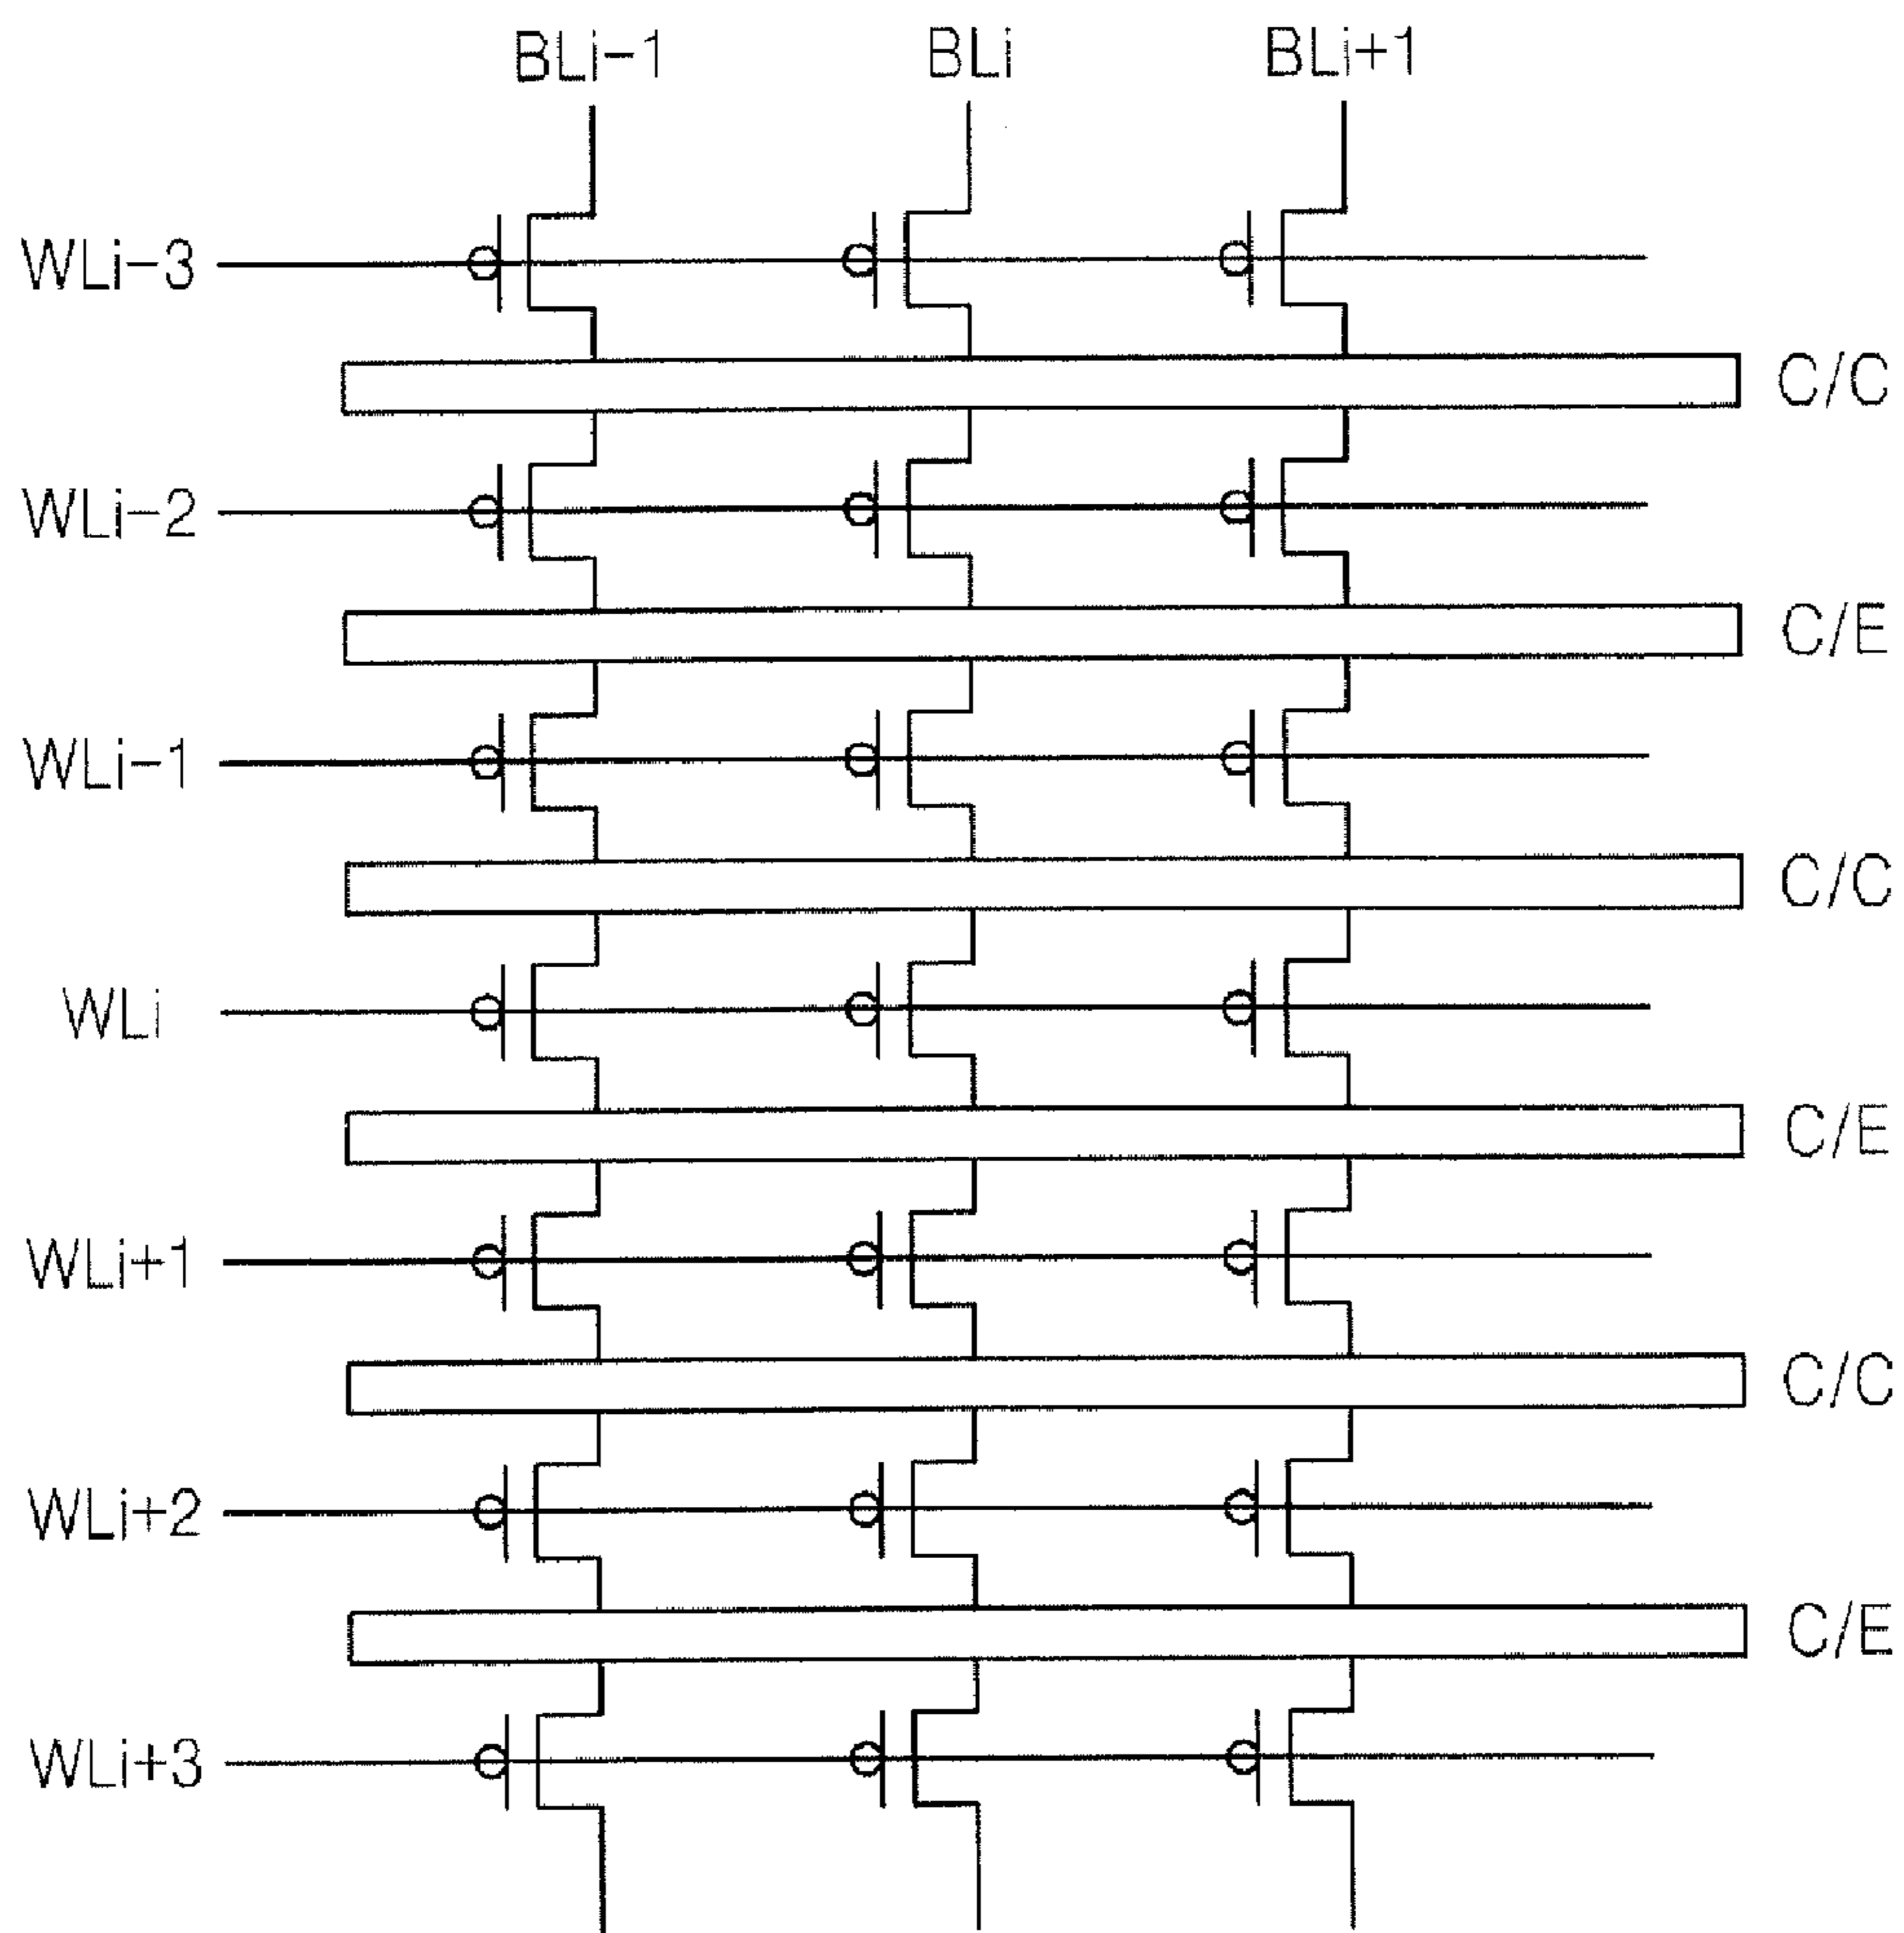 BLi-1 BLi BLi+1
WLi-3
C/C
WLi-2
C/E
WLi-1
C/C
WLi
C/E
WLi+1
C/C
WLi+2
C/E
WLi+3